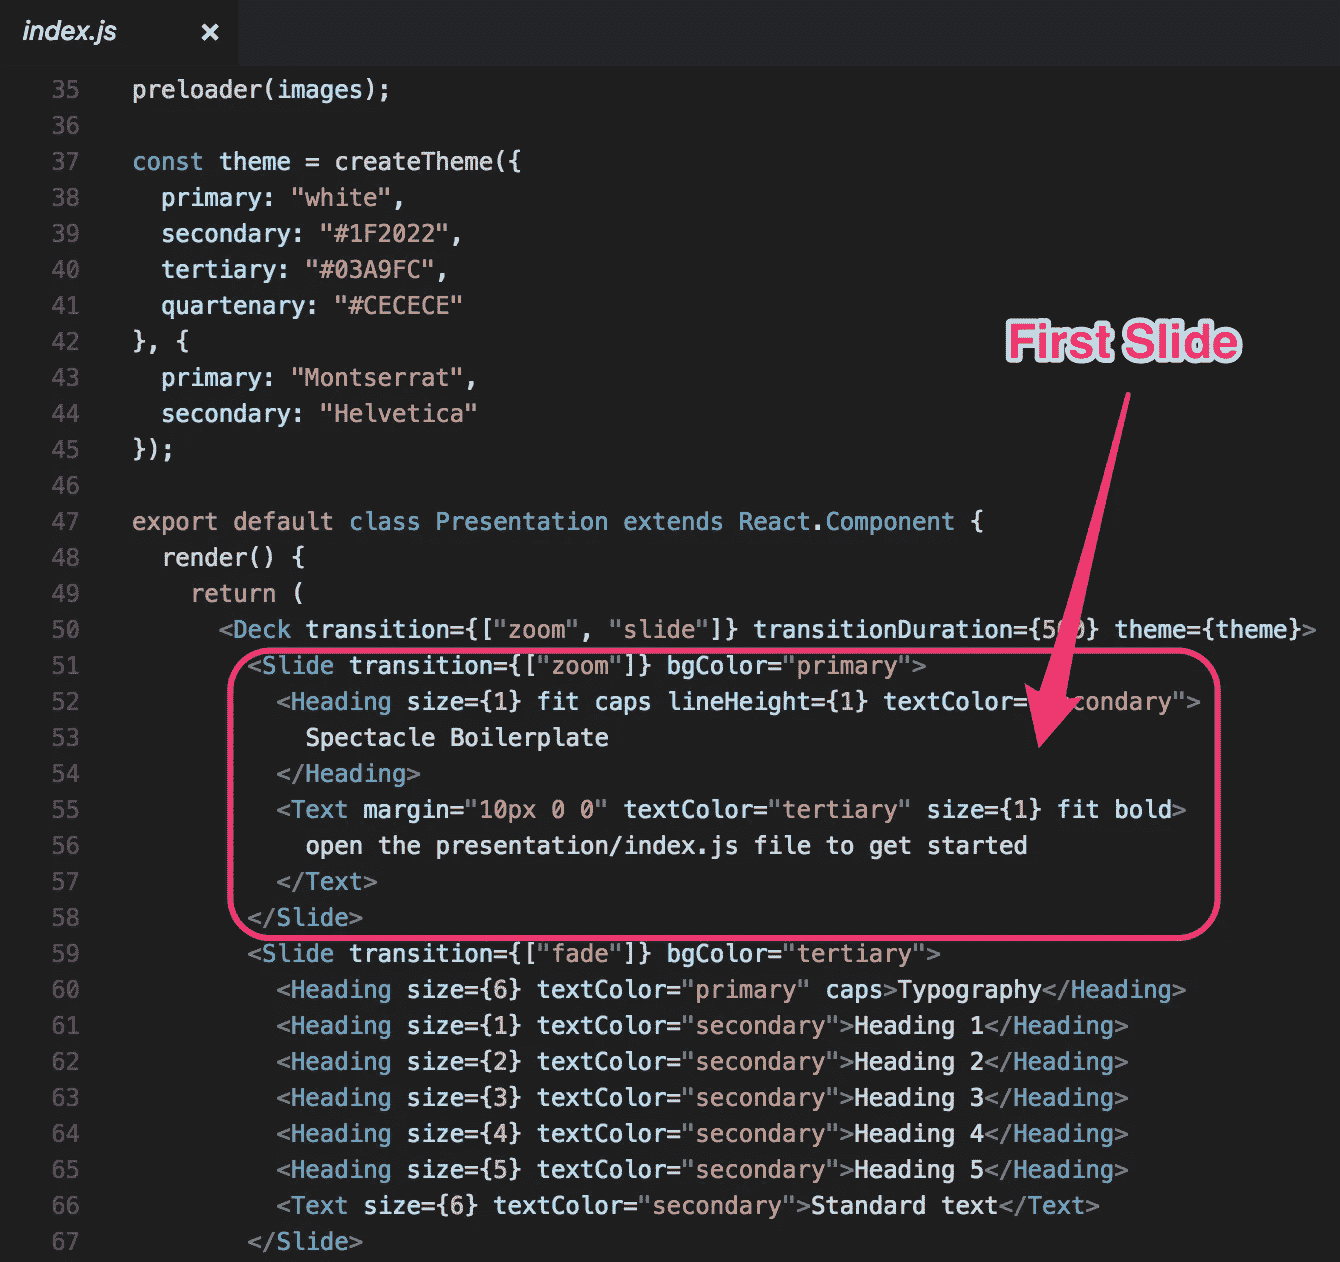 index.js ×
35 preloader(images);
36
37 const theme = createTheme({
38 primary: "white",
39 secondary: "#1F2022",
40 tertiary: "#03A9FC",
41 quartenary: "#CECECE"
42 }, {
First Slide
43 primary: "Montserrat",
44 secondary: "Helvetica"
45 });
46
47 export default class Presentation extends React.Component {
48 render() {
49 return (
50 <Deck transition={["zoom", "slide"]} transitionDuration={500} theme={theme}>
51 <Slide transition={["zoom"]} bgColor="primary">
52 <Heading size={1} fit caps lineHeight={1} textColor="secondary">
53 Spectacle Boilerplate
54 </Heading>
55 <Text margin="10px 0 0" textColor="tertiary" size={1} fit bold>
56 open the presentation/index.js file to get started
57 </Text>
58 </Slide>
59 <Slide transition={["fade"]} bgColor="tertiary">
60 <Heading size={6} textColor="primary" caps>Typography</Heading>
61 <Heading size={1} textColor="secondary">Heading 1</Heading>
62 <Heading size={2} textColor="secondary">Heading 2</Heading>
63 <Heading size={3} textColor="secondary">Heading 3</Heading>
64 <Heading size={4} textColor="secondary">Heading 4</Heading>
65 <Heading size={5} textColor="secondary">Heading 5</Heading>
66 <Text size={6} textColor="secondary">Standard text</Text>
67 </Slide>